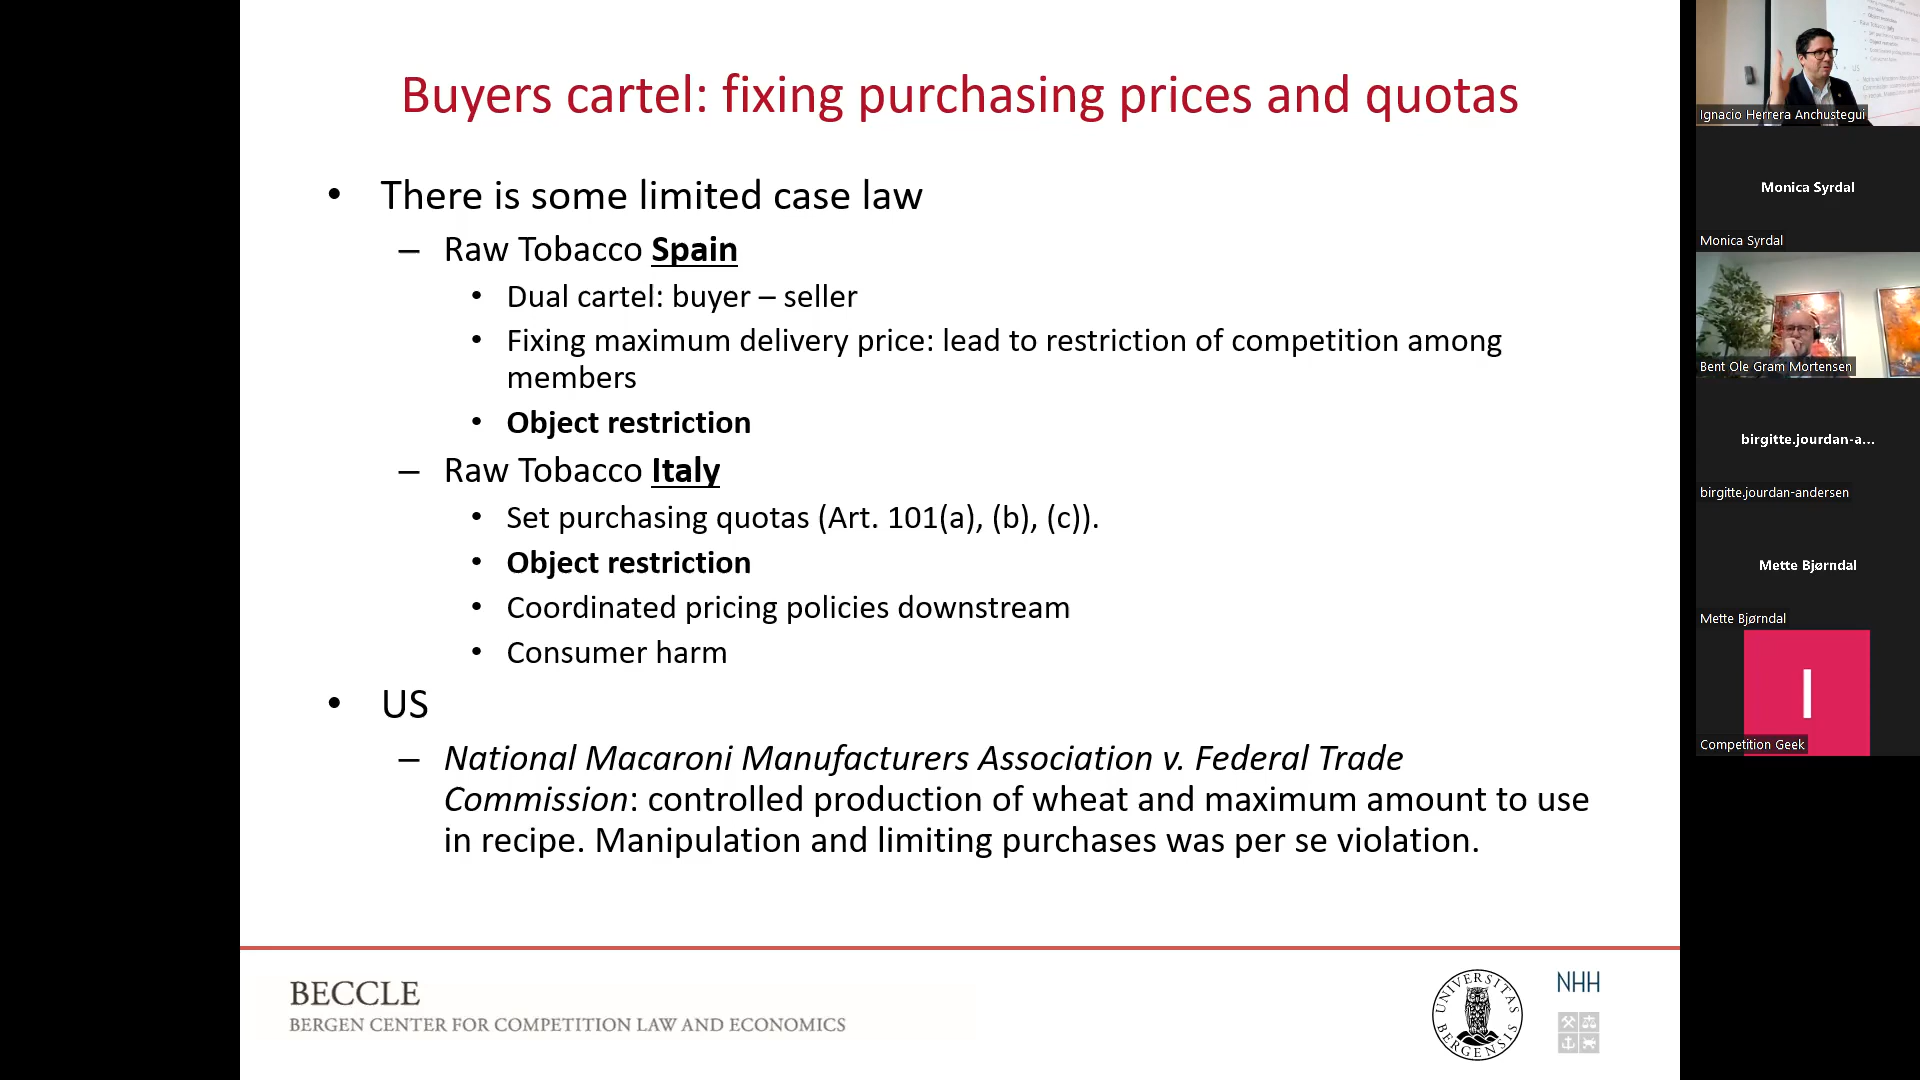 Buyers cartel: fixing purchasing prices and quotas
• There is some limited case law
– Raw Tobacco Spain
• Dual cartel: buyer – seller
• Fixing maximum delivery price: lead to restriction of competition among
members
• Object restriction
– Raw Tobacco Italy
• Set purchasing quotas (Art. 101(a), (b), (c)).
• Object restriction
• Coordinated pricing policies downstream
• Consumer harm
• US
– National Macaroni Manufacturers Association v. Federal Trade
Commission: controlled production of wheat and maximum amount to use
in recipe. Manipulation and limiting purchases was per se violation.
BECCLE
BERGEN CENTER FOR COMPETITION LAW AND ECONOMICS
UNIVERSITAS
BERGENSIS
NHH
Ignacio Herrera Anchustegui
Monica Syrdal
Monica Syrdal
Bent Ole Gram Mortensen
birgitte.jourdan-a...
birgitte.jourdan-andersen
Mette Bjørndal
Mette Bjørndal
I
Competition Geek